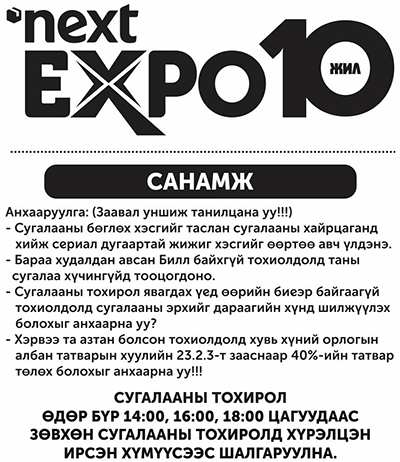 next
EXPO 10
ЖИЛ
САНАМЖ
Анхааруулга: (Заавал уншиж танилцана уу!!!)
- Сугалааны бөглөх хэсгийг таслан сугалааны хайрцаганд
хийж сериал дугаартай жижиг хэсгийг өөртөө авч үлдэнэ.
- Бараа худалдан авсан Билл байхгүй тохиолдолд таны
сугалаа хүчингүйд тооцогдоно.
- Сугалааны тохирол явагдах үед өөрийн биеэр байгаагүй
тохиолдолд сугалааны эрхийг дараагийн хүнд шилжүүлэх
болохыг анхаарна уу?
- Хэрвээ та азтан болсон тохиолдолд хувь хүний орлогын
албан татварын хуулийн 23.2.3-т зааснаар 40%-ийн татвар
төлөх болохыг анхаарна уу!!!
СУГАЛААНЫ ТОХИРОЛ
ӨДӨР БҮР 14:00, 16:00, 18:00 ЦАГУУДААС
ЗӨВХӨН СУГАЛААНЫ ТОХИРОЛД ХҮРЭЛЦЭН
ИРСЭН ХҮМҮҮСЭЭС ШАЛГАРУУЛНА.